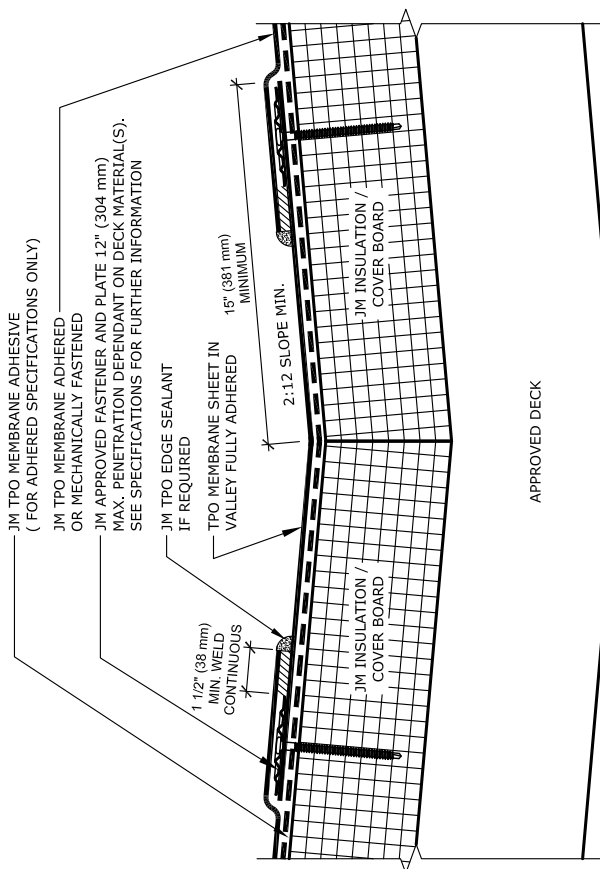 JM TPO MEMBRANE ADHESIVE
( FOR ADHERED SPECIFICATIONS ONLY)
JM TPO MEMBRANE ADHERED
OR MECHANICALLY FASTENED
JM APPROVED FASTENER AND PLATE 12" (304 mm)
MAX. PENETRATION DEPENDANT ON DECK MATERIAL(S).
SEE SPECIFICATIONS FOR FURTHER INFORMATION
JM TPO EDGE SEALANT
IF REQUIRED
TPO MEMBRANE SHEET IN
VALLEY FULLY ADHERED
1 1/2" (38 mm)
MIN. WELD
CONTINUOUS
15" (381 mm)
MINIMUM
2:12 SLOPE MIN.
JM INSULATION /
COVER BOARD
JM INSULATION /
COVER BOARD
APPROVED DECK